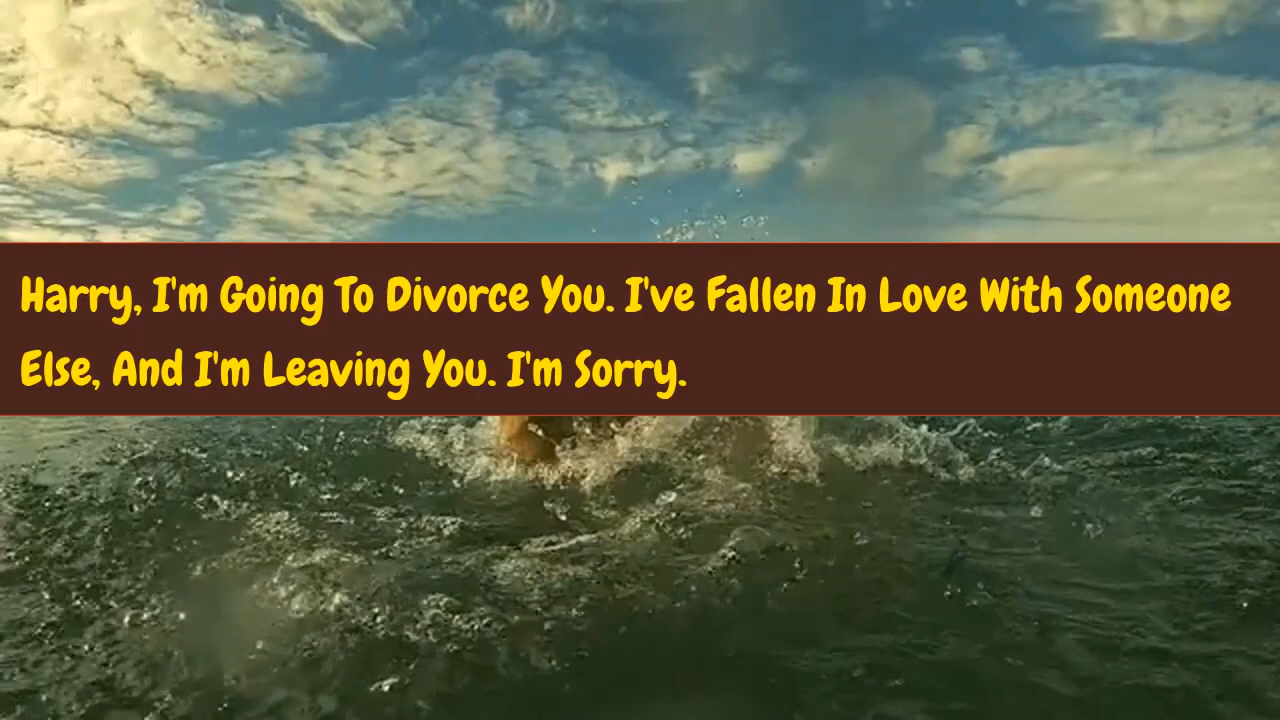 Harry, I'm Going To Divorce You. I've Fallen In Love With Someone
Else, And I'm Leaving You. I'm Sorry.